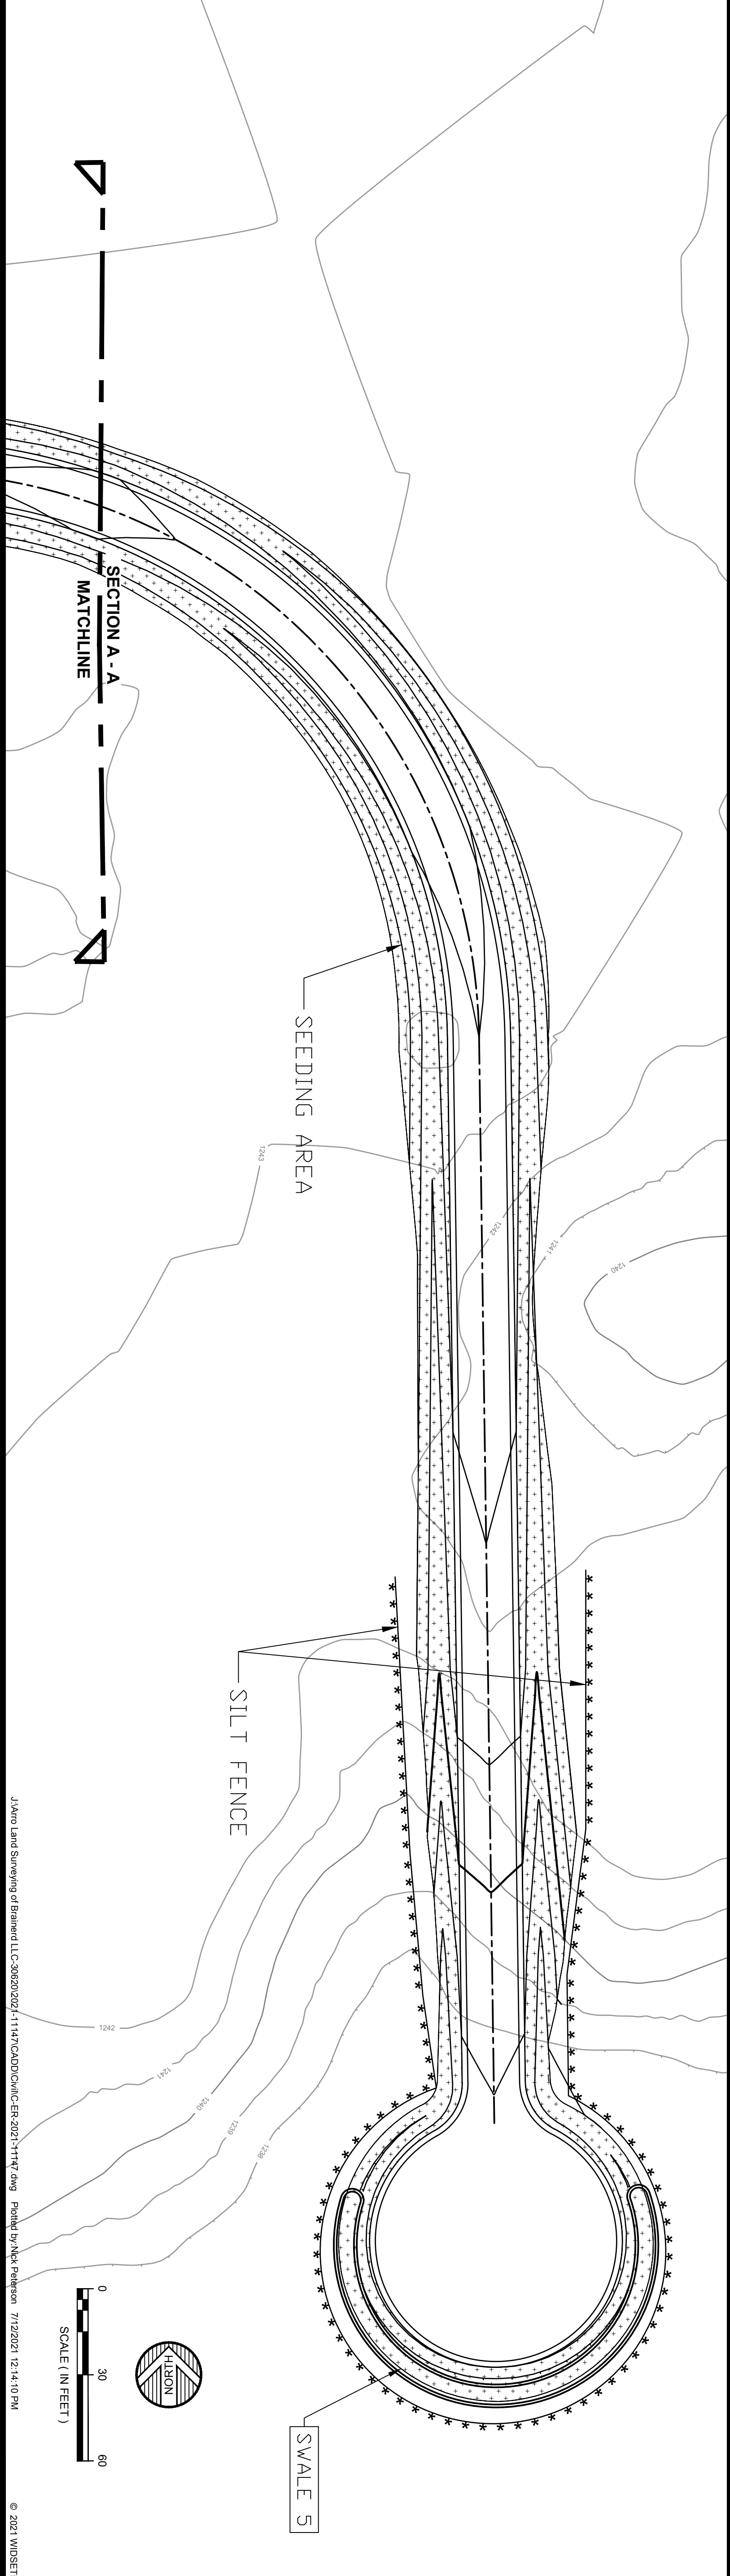 SECTION A - A
MATCHLINE
SEEDING AREA
1243
1242
1241
1240
SILT FENCE
1242
1241
1240
1239
1238
SWALE 5
NORTH
0 30 60
SCALE ( IN FEET )
J:\Arro Land Surveying of Brainerd LLC-30620\2021-11147\CADD\Civil\C-ER-2021-11147.dwg Plotted by:Nick Peterson 7/12/2021 12:14:10 PM
© 2021 WIDSET